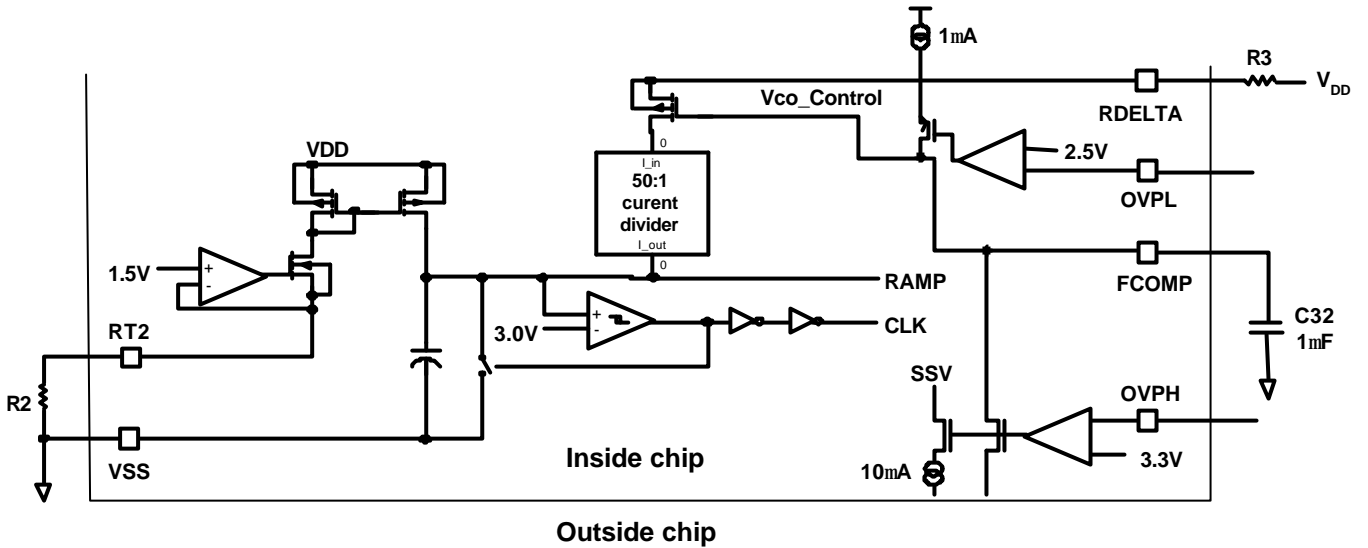 1mA
R3
V_DD
Vco_Control
RDELTA
VDD
0
I_in
50:1
curent
divider
I_out
0
2.5V
OVPL
1.5V
+
-
RAMP
FCOMP
RT2
+
3.0V
-
CLK
C32
1mF
SSV
OVPH
R2
VSS
Inside chip
10mA
3.3V
Outside chip